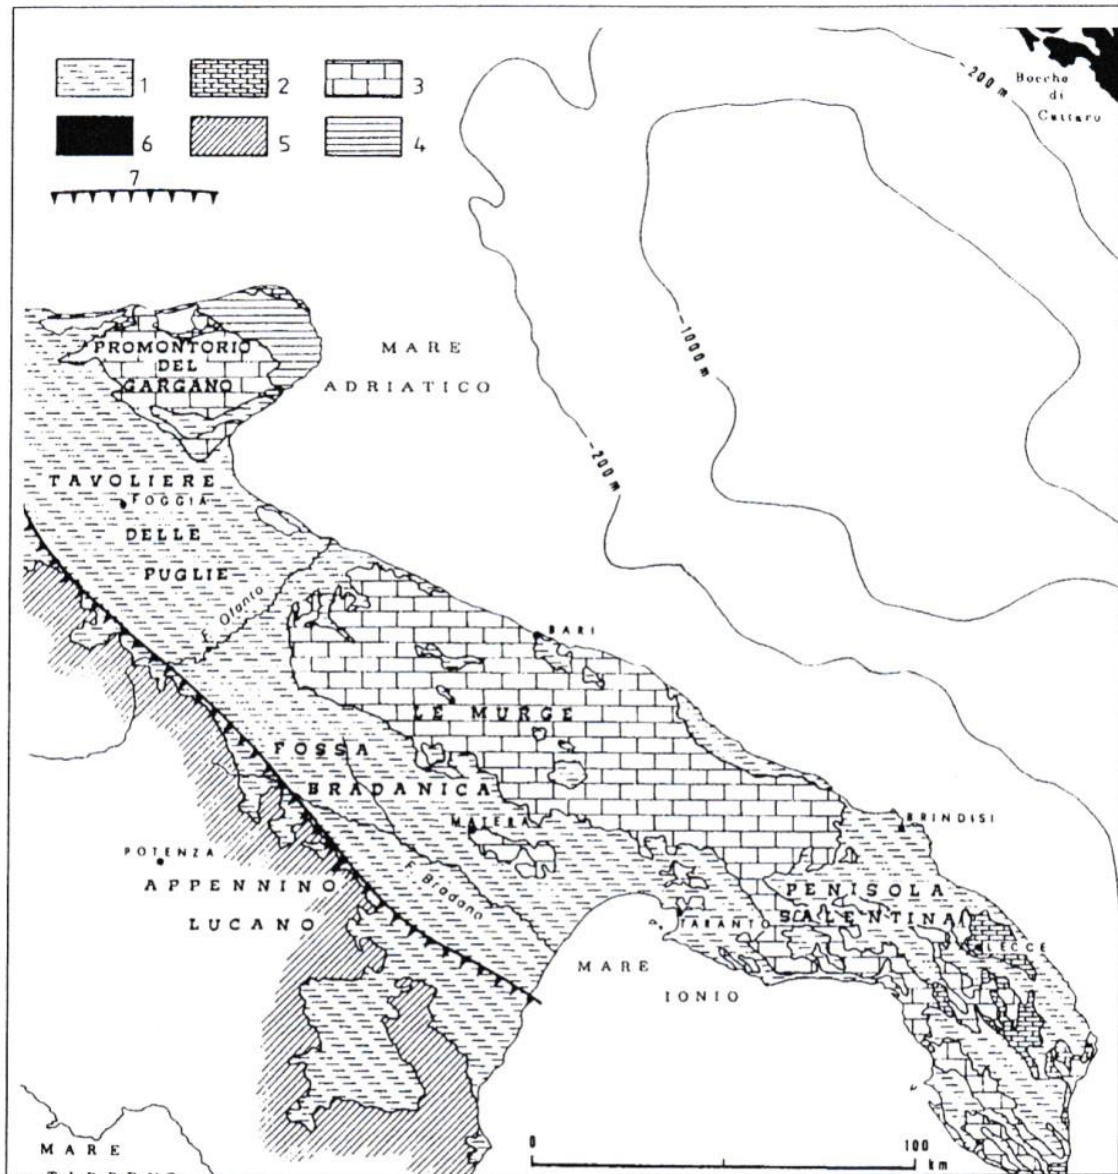 1 2 3
6 5 4
7
-200 m
Bocche
di
Cattaro
-1000 m
-200 m
PROMONTORIO
DEL
GARGANO
MARE
ADRIATICO
TAVOLIERE
FOGGIA
DELLE
PUGLIE
F. Ofanto
BARI
LE MURGE
FOSSA
BRADANICA
MATERA
BRINDISI
POTENZA
APPENNINO
LUCANO
F. Bradano
PENISOLA
SALENTINA
TARANTO
LECCE
MARE
IONIO
0 100
km
MARE